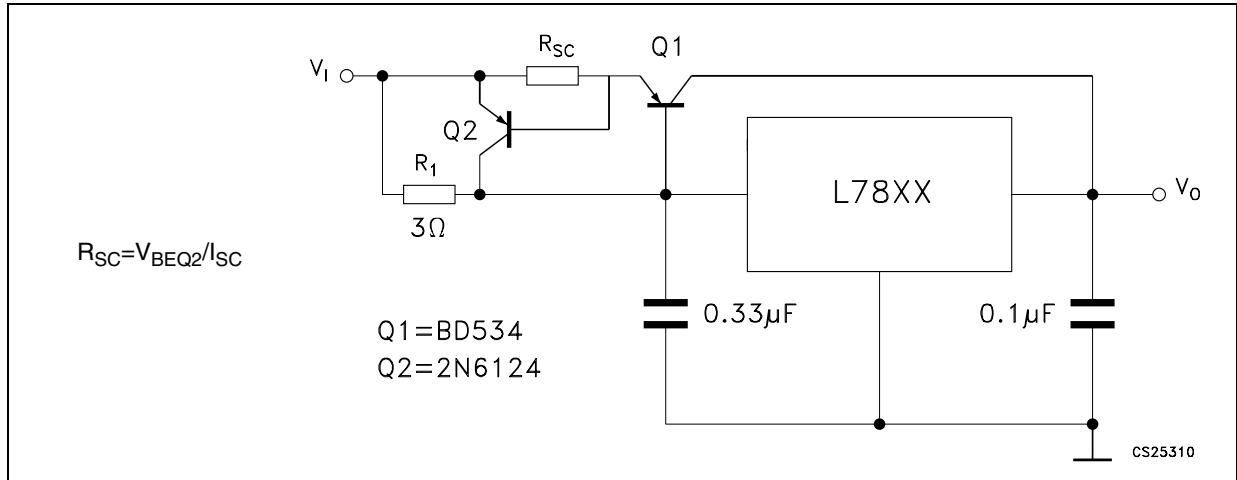 R_SC
Q1
V_I
Q2
R_1
3Ω
L78XX
V_O
R_SC=V_BEQ2/I_SC
0.33µF
0.1µF
Q1=BD534
Q2=2N6124
CS25310